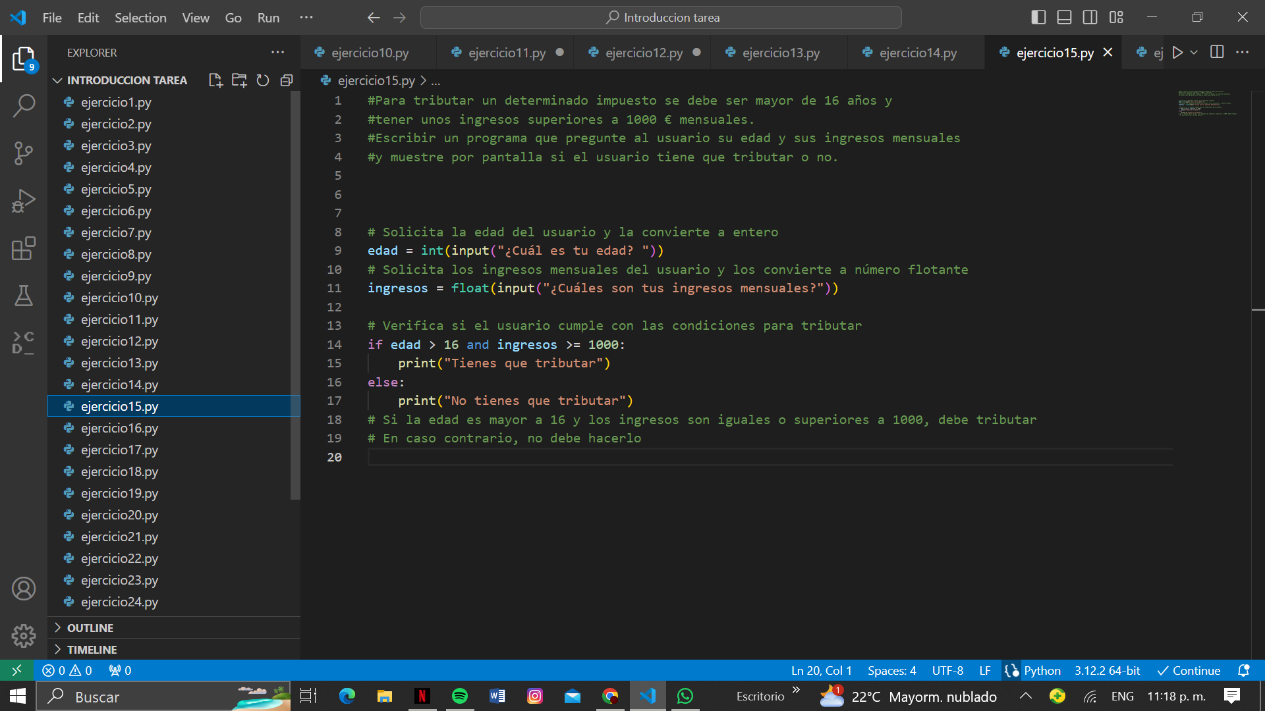 File Edit Selection View Go Run ··· Introduccion tarea
EXPLORER ···
ejercicio10.py ejercicio11.py ejercicio12.py ejercicio13.py ejercicio14.py ejercicio15.py ej ···
INTRODUCCION TAREA
ejercicio15.py > ...
ejercicio1.py
ejercicio2.py
ejercicio3.py
ejercicio4.py
ejercicio5.py
ejercicio6.py
ejercicio7.py
ejercicio8.py
ejercicio9.py
ejercicio10.py
ejercicio11.py
ejercicio12.py
ejercicio13.py
ejercicio14.py
ejercicio15.py
ejercicio16.py
ejercicio17.py
ejercicio18.py
ejercicio19.py
ejercicio20.py
ejercicio21.py
ejercicio22.py
ejercicio23.py
ejercicio24.py
OUTLINE
TIMELINE
9
1 #Para tributar un determinado impuesto se debe ser mayor de 16 años y
2 #tener unos ingresos superiores a 1000 € mensuales.
3 #Escribir un programa que pregunte al usuario su edad y sus ingresos mensuales
4 #y muestre por pantalla si el usuario tiene que tributar o no.
5
6
7
8 # Solicita la edad del usuario y la convierte a entero
9 edad = int(input("¿Cuál es tu edad? "))
10 # Solicita los ingresos mensuales del usuario y los convierte a número flotante
11 ingresos = float(input("¿Cuáles son tus ingresos mensuales?"))
12
13 # Verifica si el usuario cumple con las condiciones para tributar
14 if edad > 16 and ingresos >= 1000:
15 print("Tienes que tributar")
16 else:
17 print("No tienes que tributar")
18 # Si la edad es mayor a 16 y los ingresos son iguales o superiores a 1000, debe tributar
19 # En caso contrario, no debe hacerlo
20
0 0 0 Ln 20, Col 1 Spaces: 4 UTF-8 LF Python 3.12.2 64-bit Continue
Buscar Escritorio » 1 22°C Mayorm. nublado ENG 11:18 p. m.